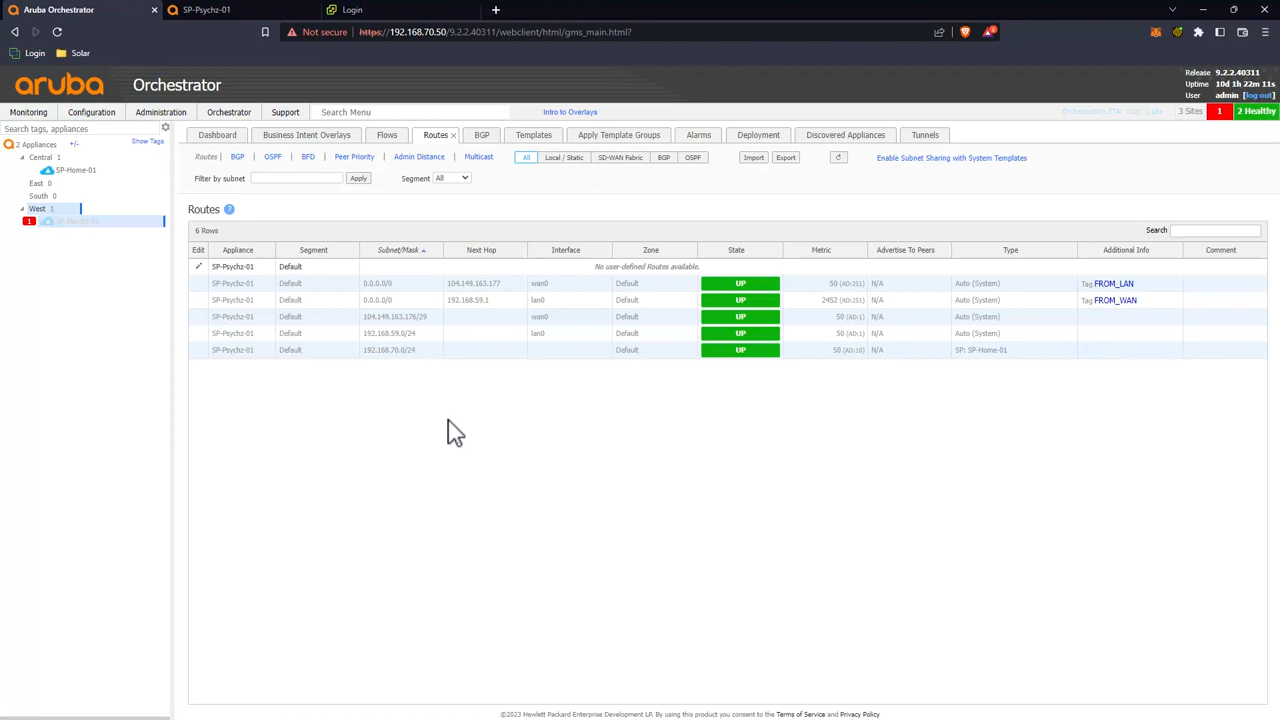 Aruba Orchestrator
SP-Psychz-01
Login
Not secure https://192.168.70.50/9.2.2.40311/webclient/html/gms_main.html?
Login Solar
aruba Orchestrator
Release 9.2.2.40311
Uptime 10d 1h 22m 11s
User admin [log out]
Monitoring Configuration Administration Orchestrator Support Search Menu Intro to Overlays
3 Sites 1 2 Healthy
Search tags, appliances
2 Appliances +/- Show Tags
Central 1
SP-Home-01
East 0
South 0
West 1
1 SP-Psychz-01
Dashboard Business Intent Overlays Flows Routes BGP Templates Apply Template Groups Alarms Deployment Discovered Appliances Tunnels
Routes BGP OSPF BFD Peer Priority Admin Distance Multicast All Local / Static SD-WAN Fabric BGP OSPF Import Export Enable Subnet Sharing with System Templates
Filter by subnet Apply Segment All
Routes ?
6 Rows Search
Edit Appliance Segment Subnet/Mask Next Hop Interface Zone State Metric Advertise To Peers Type Additional Info Comment
SP-Psychz-01 Default No user-defined Routes available.
SP-Psychz-01 Default 0.0.0.0/0 104.149.163.177 wan0 Default UP 50 (AD:251) N/A Auto (System) Tag FROM_LAN
SP-Psychz-01 Default 0.0.0.0/0 192.168.59.1 lan0 Default UP 2452 (AD:251) N/A Auto (System) Tag FROM_WAN
SP-Psychz-01 Default 104.149.163.176/29 wan0 Default UP 50 (AD:1) N/A Auto (System)
SP-Psychz-01 Default 192.168.59.0/24 lan0 Default UP 50 (AD:1) N/A Auto (System)
SP-Psychz-01 Default 192.168.70.0/24 Default UP 50 (AD:10) N/A SP: SP-Home-01
©2023 Hewlett Packard Enterprise Development LP. By using this product you consent to the Terms of Service and Privacy Policy